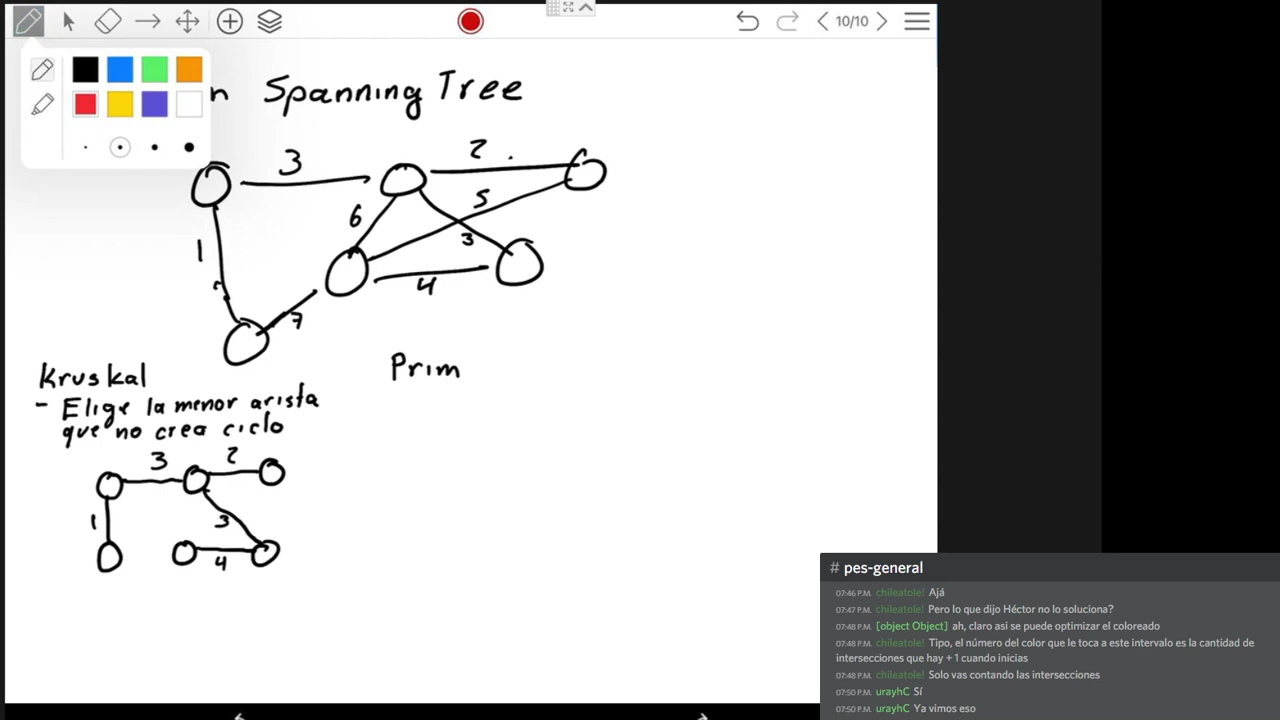 10/10
n Spanning Tree
3
2
5
6
3
1
4
7
Kruskal
Prim
- Elige la menor arista
que no crea ciclo
3
2
1
3
4
# pes-general
07:46 P.M. chileatole! Ajá
07:47 P.M. chileatole! Pero lo que dijo Héctor no lo soluciona?
07:48 P.M. [object Object] ah, claro asi se puede optimizar el coloreado
07:48 P.M. chileatole! Tipo, el número del color que le toca a este intervalo es la cantidad de
intersecciones que hay + 1 cuando inicias
07:48 P.M. chileatole! Solo vas contando las intersecciones
07:50 P.M. urayhC Sí
07:50 P.M. urayhC Ya vimos eso